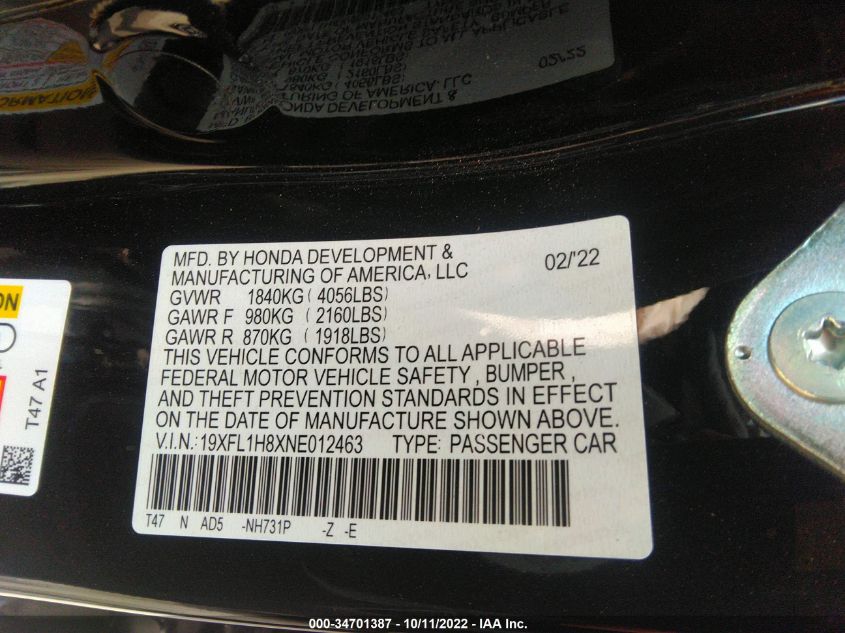 MFD. BY HONDA DEVELOPMENT & 02/'22
MANUFACTURING OF AMERICA, LLC
GVWR 1840KG ( 4056LBS)
GAWR F 980KG ( 2160LBS)
GAWR R 870KG ( 1918LBS)
THIS VEHICLE CONFORMS TO ALL APPLICABLE
FEDERAL MOTOR VEHICLE SAFETY , BUMPER ,
AND THEFT PREVENTION STANDARDS IN EFFECT
ON THE DATE OF MANUFACTURE SHOWN ABOVE.
V.I.N.:19XFL1H8XNE012463 TYPE: PASSENGER CAR
T47 N AD5 -NH731P -Z -E
T47 A1
000-34701387 - 10/11/2022 - IAA Inc.